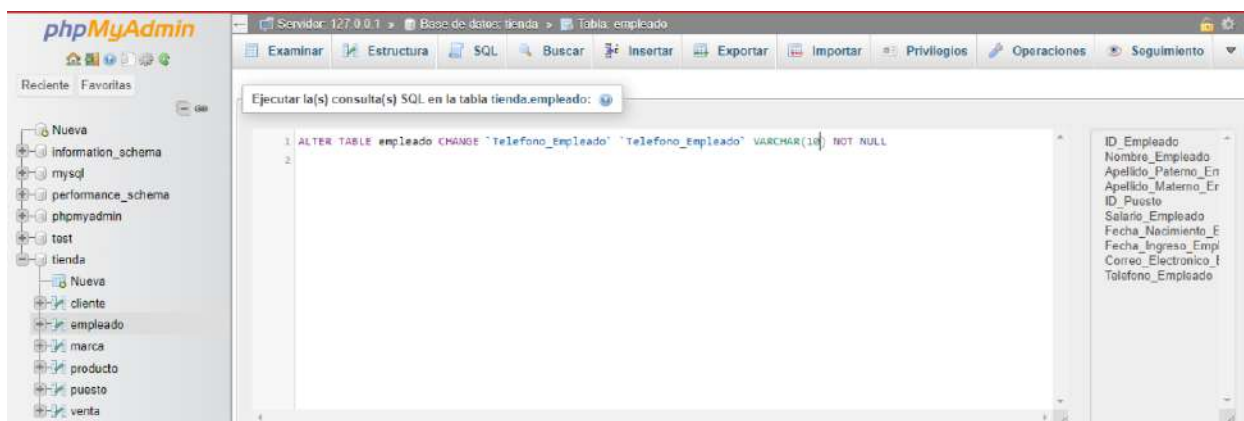 phpMyAdmin
Reciente Favoritas
Nueva
information_schema
mysql
performance_schema
phpmyadmin
test
tienda
Nueva
cliente
empleado
marca
producto
puesto
venta
Servidor: 127.0.0.1 » Base de datos: tienda » Tabla: empleado
Examinar Estructura SQL Buscar Insertar Exportar Importar Privilegios Operaciones Seguimiento
Ejecutar la(s) consulta(s) SQL en la tabla tienda.empleado:
1 ALTER TABLE empleado CHANGE `Telefono_Empleado` `Telefono_Empleado` VARCHAR(10) NOT NULL
2
ID_Empleado
Nombre_Empleado
Apellido_Paterno_Em
Apellido_Materno_Er
ID_Puesto
Salario_Empleado
Fecha_Nacimiento_E
Fecha_Ingreso_Empl
Correo_Electronico_E
Telefono_Empleado